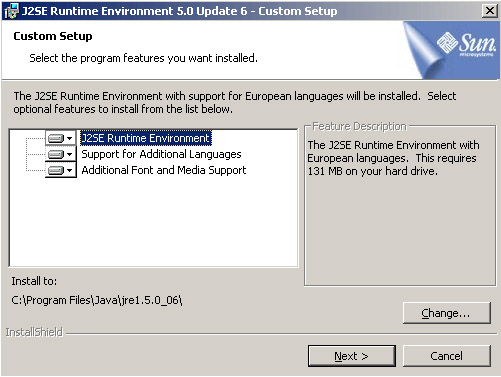 J2SE Runtime Environment 5.0 Update 6 - Custom Setup
Custom Setup
Select the program features you want installed.
Sun
microsystems
The J2SE Runtime Environment with support for European languages will be installed. Select
optional features to install from the list below.
J2SE Runtime Environment
Support for Additional Languages
Additional Font and Media Support
Feature Description
The J2SE Runtime Environment with
European languages. This requires
131 MB on your hard drive.
Install to:
C:\Program Files\Java\jre1.5.0_06\
Change...
InstallShield
Next >
Cancel